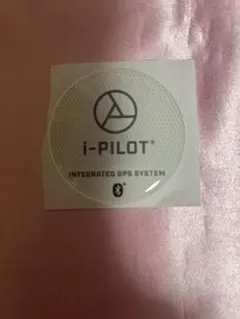 i-PILOT®
INTEGRATED GPS SYSTEM